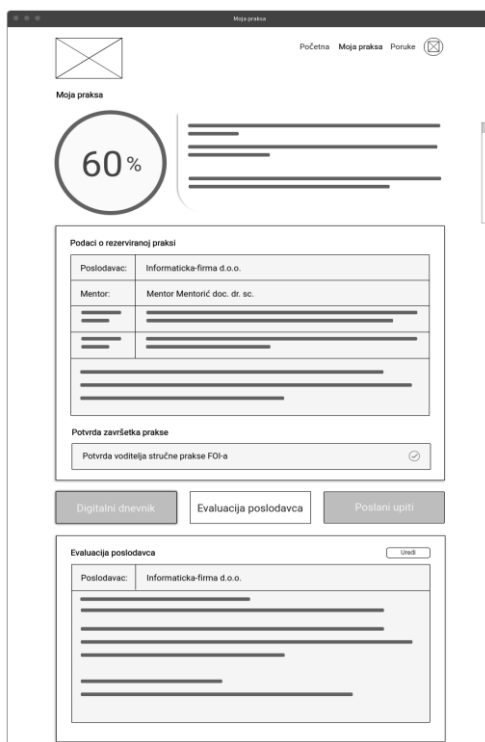 Moja praksa
Početna Moja praksa Poruke
Moja praksa
60%
Podaci o rezerviranoj praksi
Poslodavac: Informaticka-firma d.o.o.
Mentor: Mentor Mentorić doc. dr. sc.
Potvrda završetka prakse
Potvrda voditelja stručne prakse FOI-a
Digitalni dnevnik Evaluacija poslodavca Poslani upiti
Evaluacija poslodavca Uredi
Poslodavac: Informaticka-firma d.o.o.